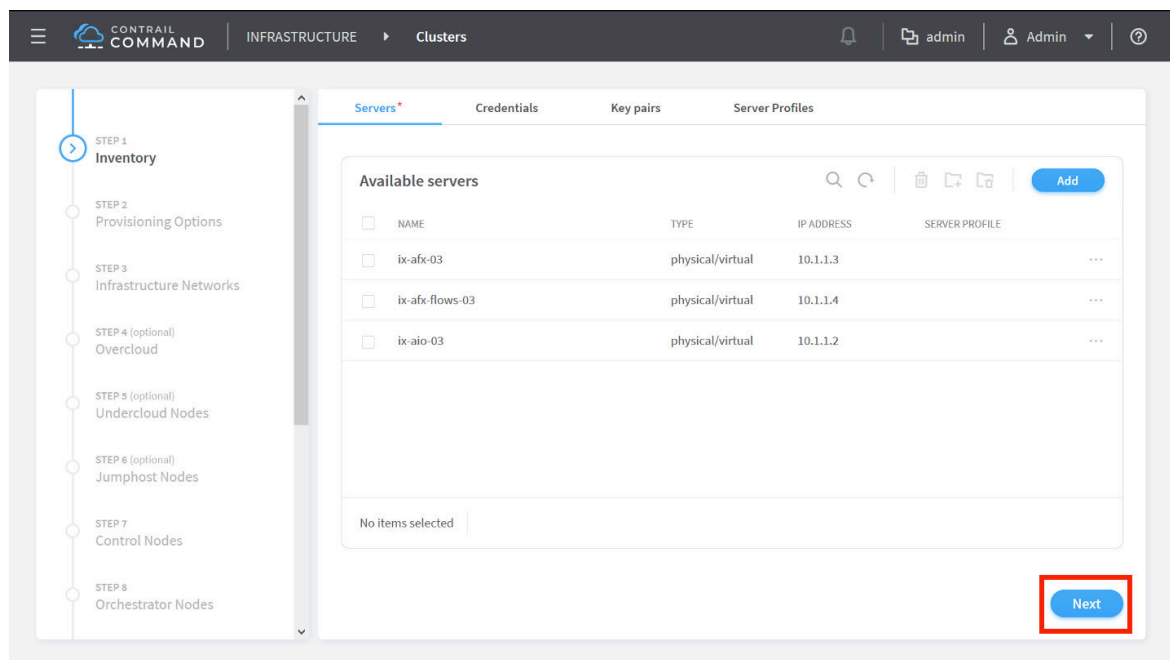 CONTRAIL
COMMAND
INFRASTRUCTURE
Clusters
admin
Admin
STEP 1
Inventory
STEP 2
Provisioning Options
STEP 3
Infrastructure Networks
STEP 4 (optional)
Overcloud
STEP 5 (optional)
Undercloud Nodes
STEP 6 (optional)
Jumphost Nodes
STEP 7
Control Nodes
STEP 8
Orchestrator Nodes
Servers* Credentials Key pairs Server Profiles
Available servers
Add
NAME TYPE IP ADDRESS SERVER PROFILE
ix-afx-03 physical/virtual 10.1.1.3
ix-afx-flows-03 physical/virtual 10.1.1.4
ix-aio-03 physical/virtual 10.1.1.2
No items selected
Next